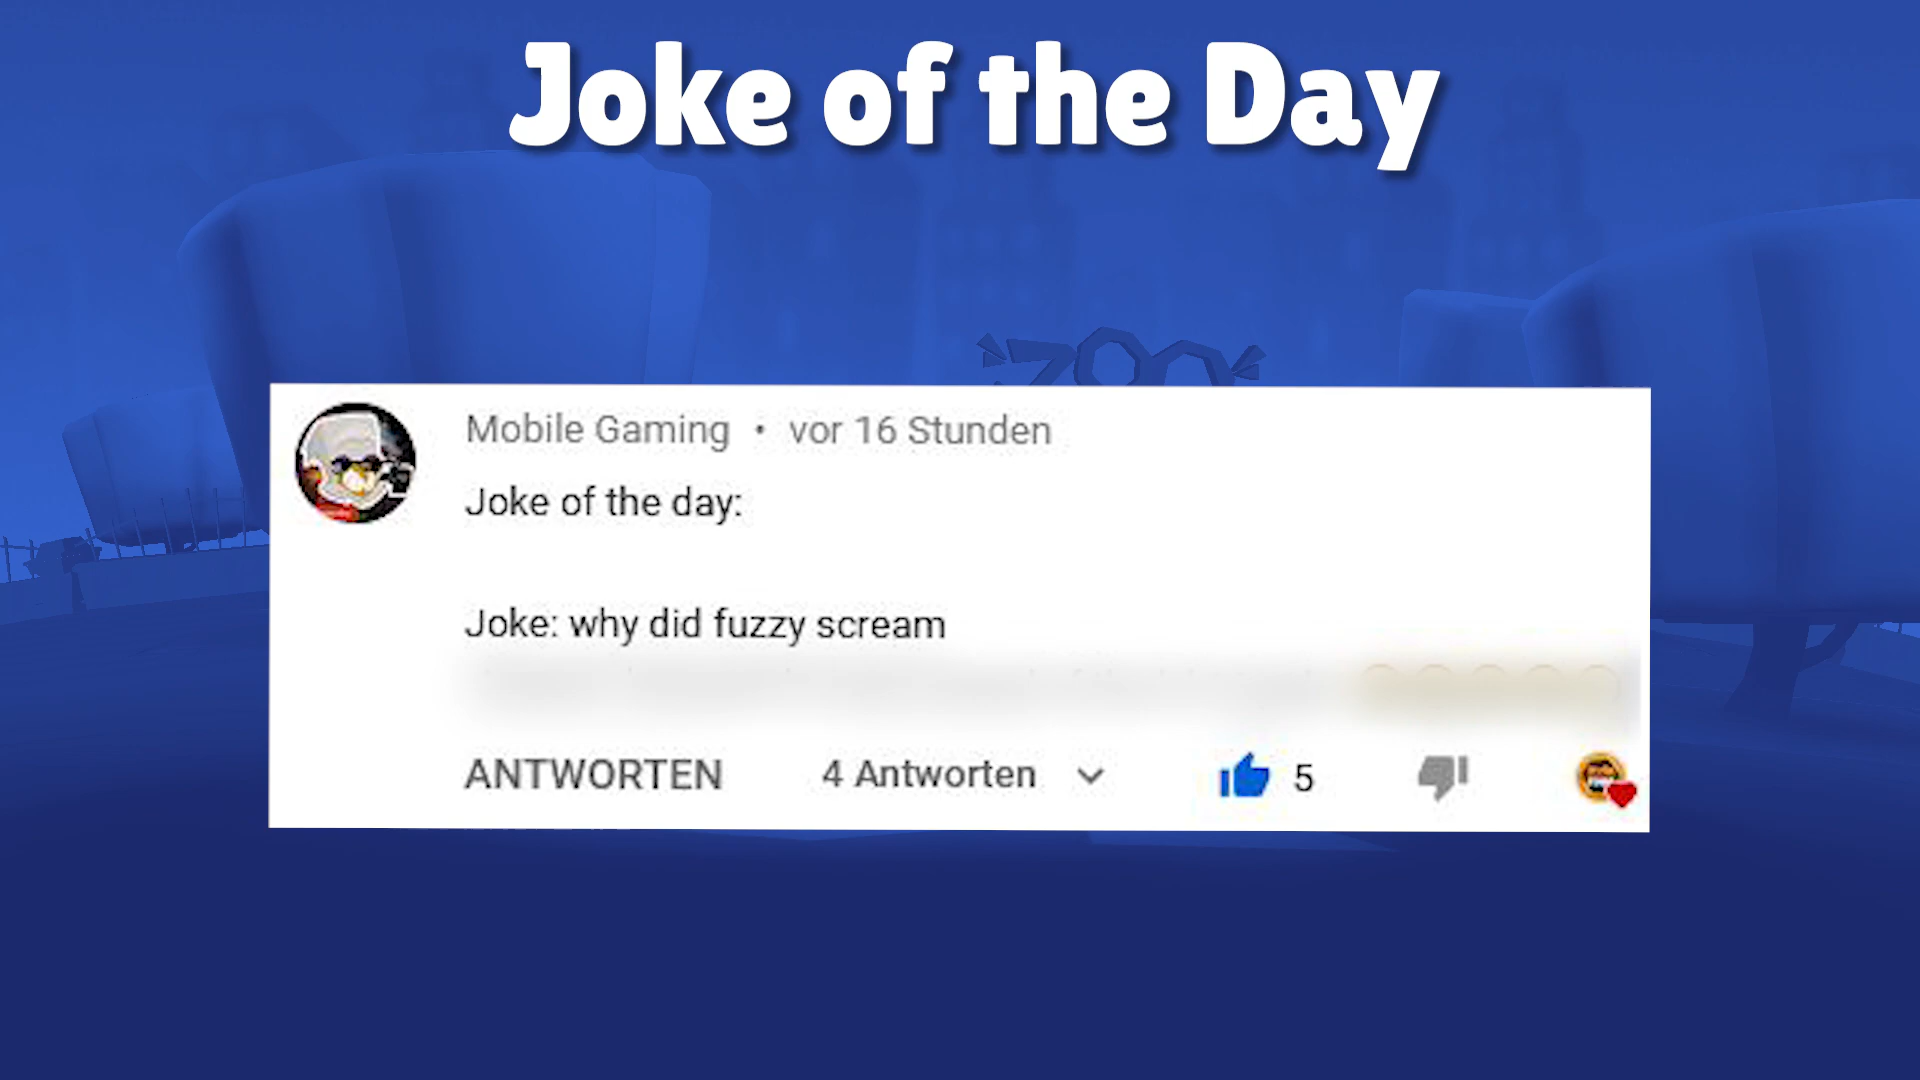 Joke of the Day
ZOO
Mobile Gaming • vor 16 Stunden
Joke of the day:
Joke: why did fuzzy scream
ANTWORTEN 4 Antworten 5